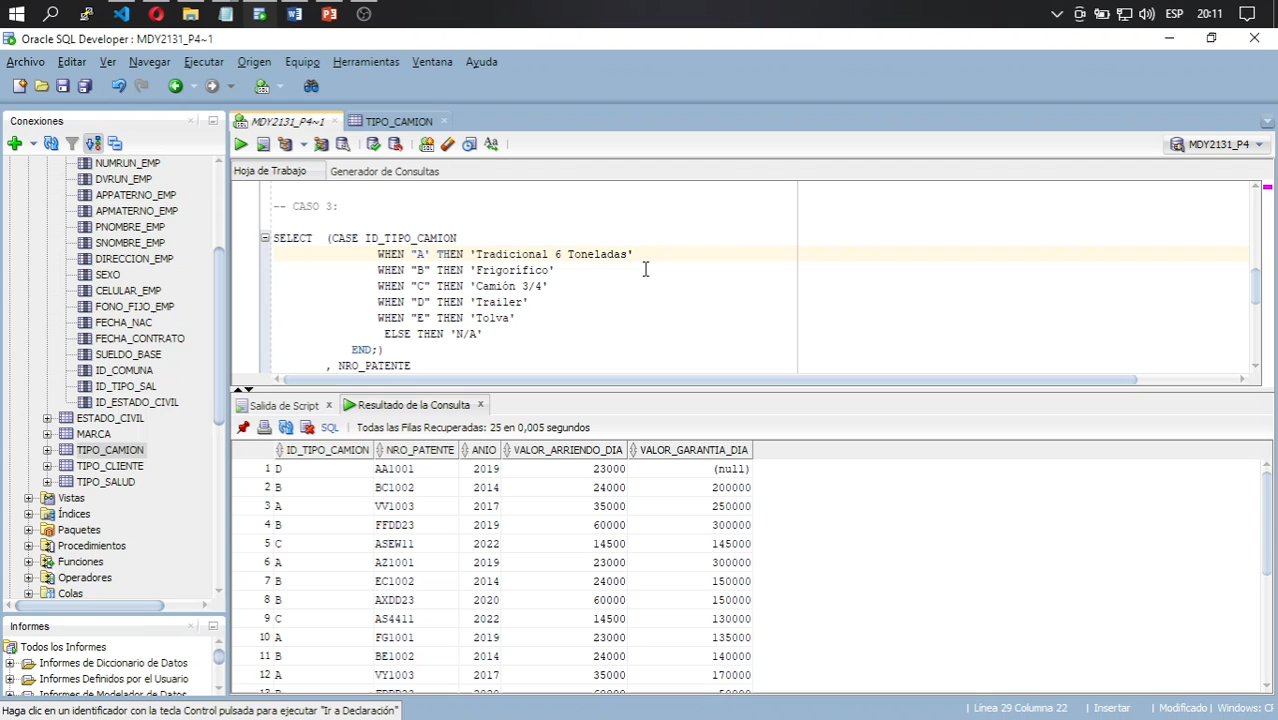 ESP 20:11
Oracle SQL Developer : MDY2131_P4~1
Archivo Editar Ver Navegar Ejecutar Origen Equipo Herramientas Ventana Ayuda
Conexiones
NUMRUN_EMP
DVRUN_EMP
APPATERNO_EMP
APMATERNO_EMP
PNOMBRE_EMP
SNOMBRE_EMP
DIRECCION_EMP
SEXO
CELULAR_EMP
FONO_FIJO_EMP
FECHA_NAC
FECHA_CONTRATO
SUELDO_BASE
ID_COMUNA
ID_TIPO_SAL
ID_ESTADO_CIVIL
ESTADO_CIVIL
MARCA
TIPO_CAMION
TIPO_CLIENTE
TIPO_SALUD
Vistas
Índices
Paquetes
Procedimientos
Funciones
Operadores
Colas
Informes
Todos los Informes
Informes de Diccionario de Datos
Informes Definidos por el Usuario
Informes de Modelador de Datos
MDY2131_P4~1 TIPO_CAMION
MDY2131_P4
Hoja de Trabajo Generador de Consultas
-- CASO 3:
SELECT (CASE ID_TIPO_CAMION
WHEN "A' THEN 'Tradicional 6 Toneladas'
WHEN "B" THEN 'Frigorífico'
WHEN "C" THEN 'Camión 3/4'
WHEN "D" THEN 'Trailer'
WHEN "E" THEN 'Tolva'
ELSE THEN 'N/A'
END;)
, NRO_PATENTE
Salida de Script Resultado de la Consulta
SQL Todas las Filas Recuperadas: 25 en 0,005 segundos
ID_TIPO_CAMION NRO_PATENTE ANIO VALOR_ARRIENDO_DIA VALOR_GARANTIA_DIA
1 D AA1001 2019 23000 (null)
2 B BC1002 2014 24000 200000
3 A VV1003 2017 35000 250000
4 B FFDD23 2019 60000 300000
5 C ASEW11 2022 14500 145000
6 A AZ1001 2019 23000 300000
7 B EC1002 2014 24000 150000
8 B AXDD23 2020 60000 150000
9 C AS4411 2022 14500 130000
10 A FG1001 2019 23000 135000
11 B BE1002 2014 24000 140000
12 A VY1003 2017 35000 170000
Haga clic en un identificador con la tecla Control pulsada para ejecutar "Ir a Declaración"
Línea 29 Columna 22 Insertar Modificado Windows: CR